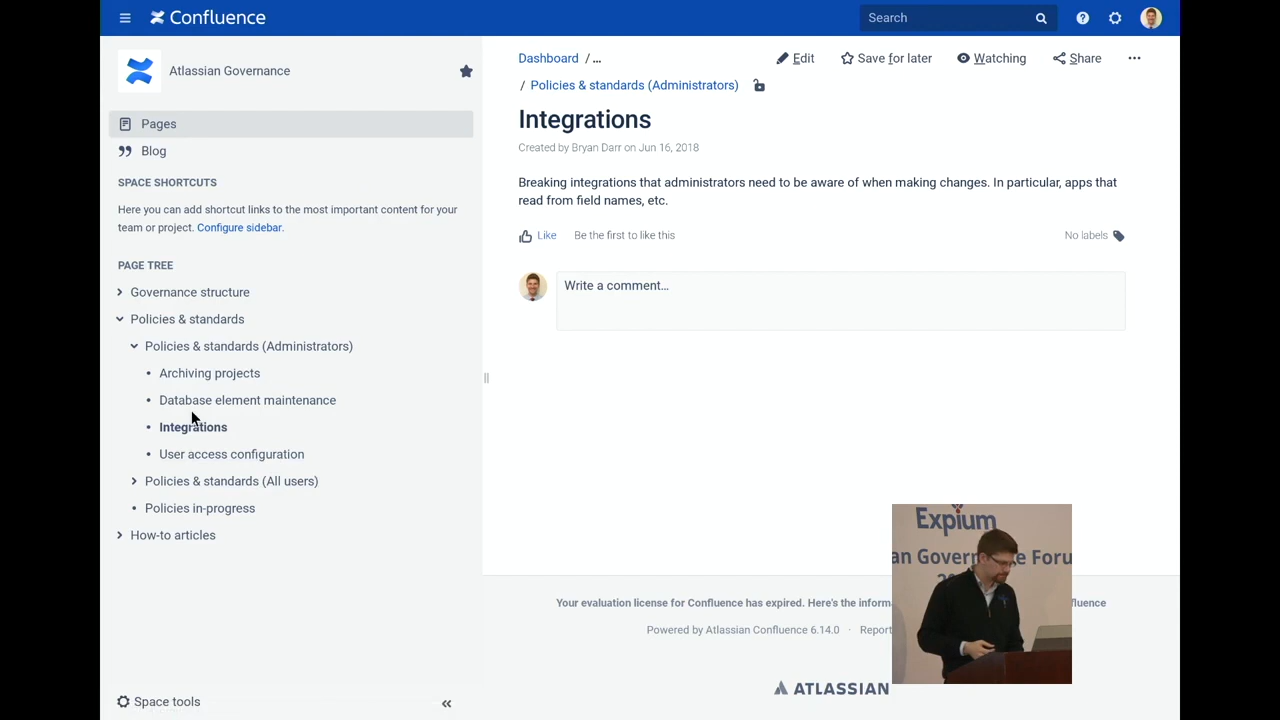 Confluence
Search
Atlassian Governance
Pages
Blog
SPACE SHORTCUTS
Here you can add shortcut links to the most important content for your
team or project. Configure sidebar.
PAGE TREE
Governance structure
Policies & standards
Policies & standards (Administrators)
Archiving projects
Database element maintenance
Integrations
User access configuration
Policies & standards (All users)
Policies in-progress
How-to articles
Space tools
Dashboard / ...
Edit
Save for later
Watching
Share
/ Policies & standards (Administrators)
Integrations
Created by Bryan Darr on Jun 16, 2018
Breaking integrations that administrators need to be aware of when making changes. In particular, apps that
read from field names, etc.
Like
Be the first to like this
No labels
Write a comment…
Your evaluation license for Confluence has expired. Here's the
Powered by Atlassian Confluence 6.14.0 · Report
ATLASSIAN
Expium